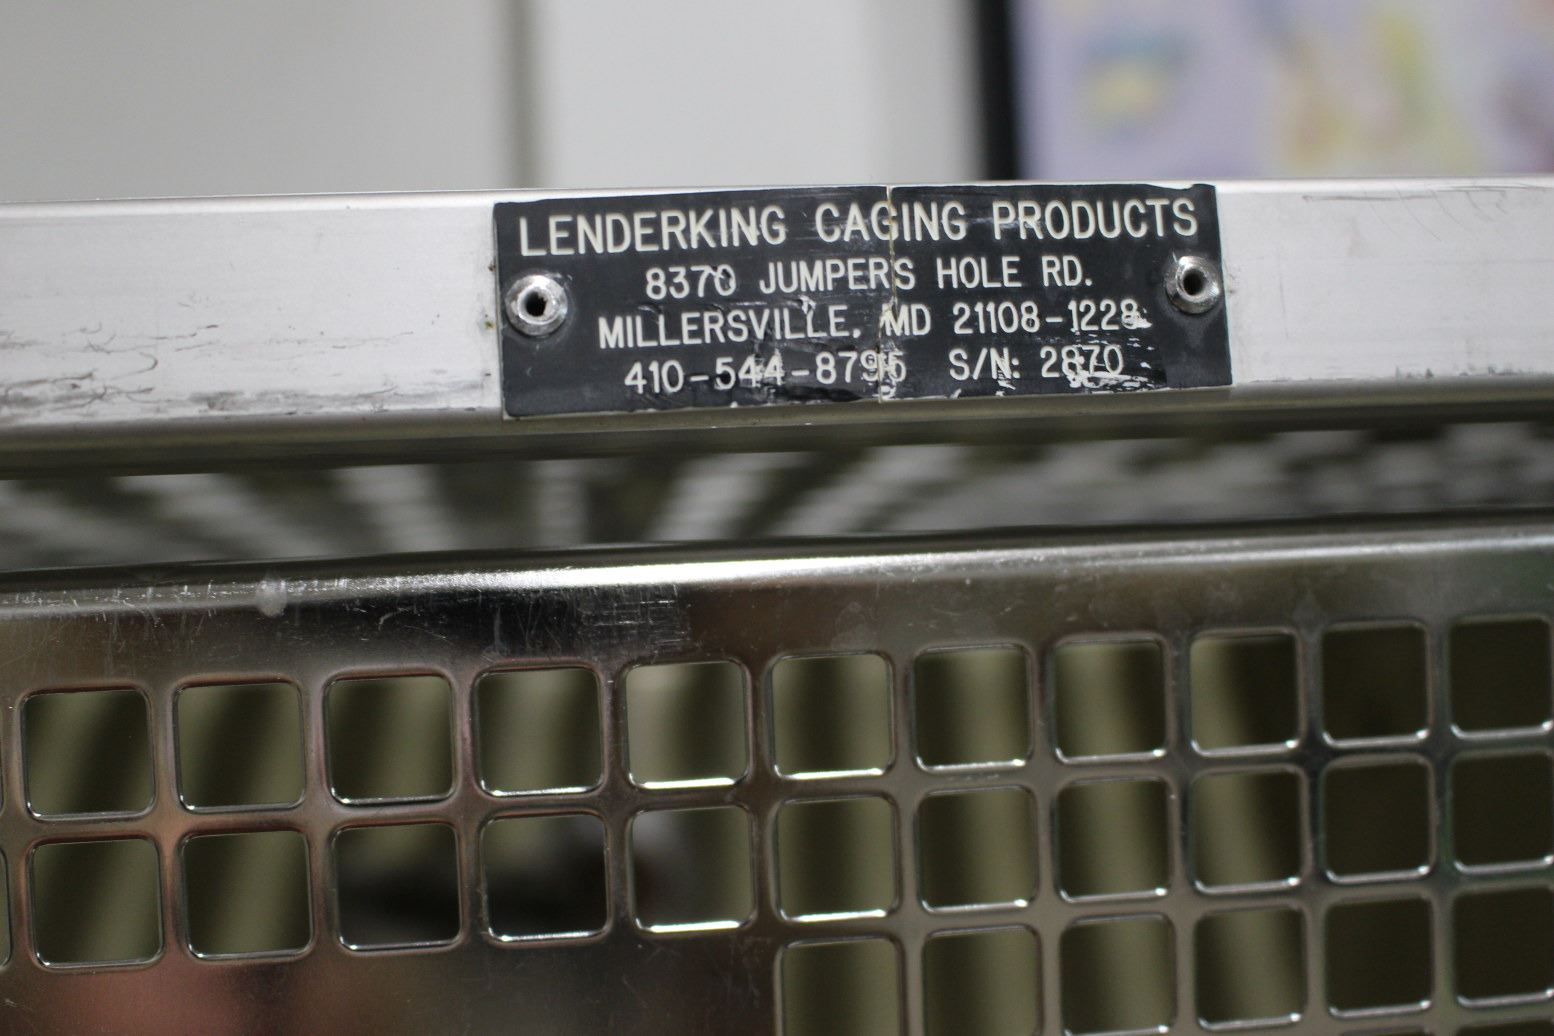 LENDERKING CAGING PRODUCTS
8370 JUMPERS HOLE RD.
MILLERSVILLE, MD 21108-1228
410-544-8795 S/N: 2870